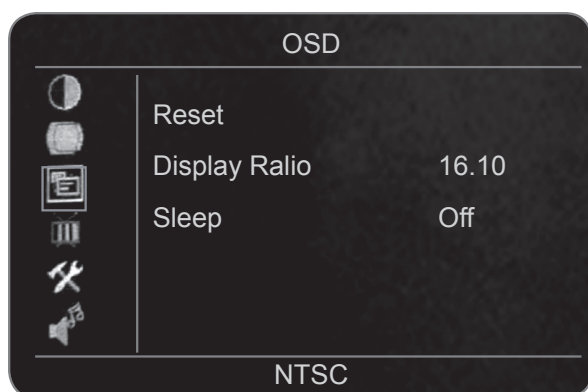 OSD
Reset
Display Ralio 16.10
Sleep Off
NTSC